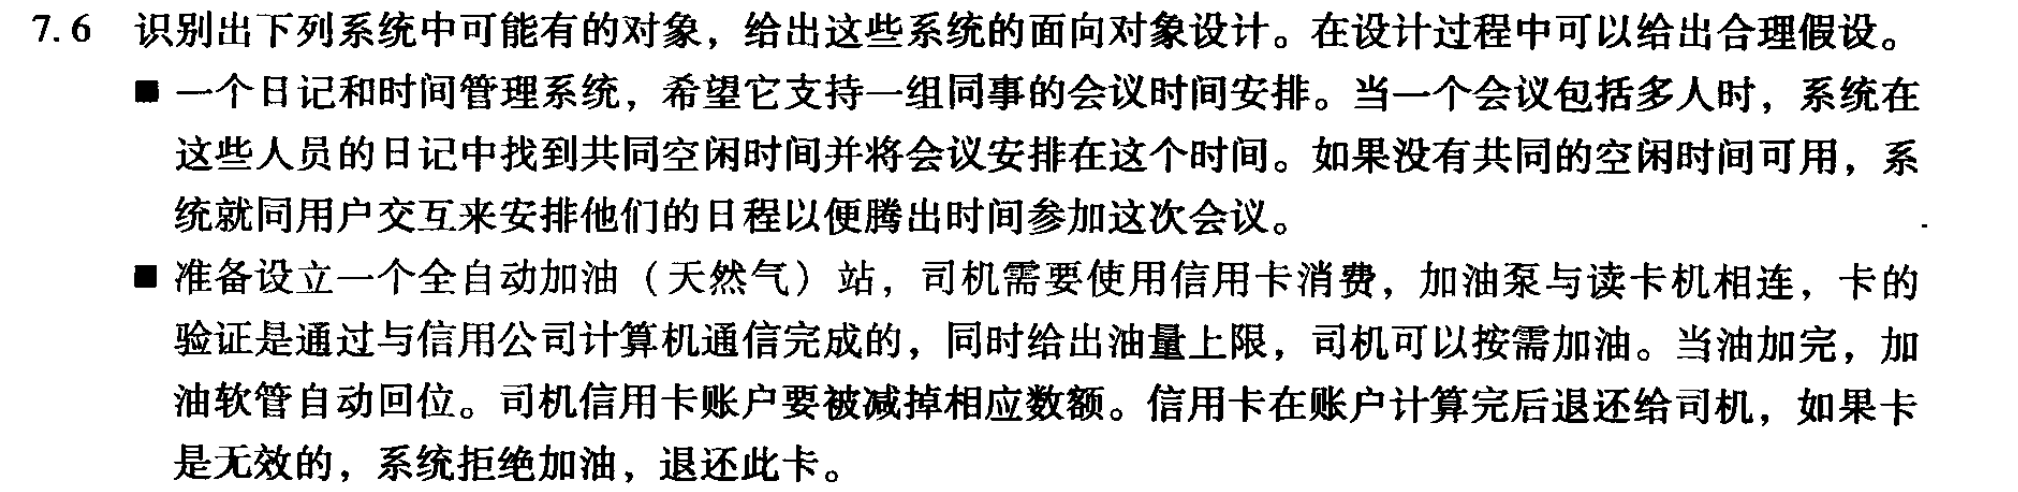 7.6 识别出下列系统中可能有的对象，给出这些系统的面向对象设计。在设计过程中可以给出合理假设。
■ 一个日记和时间管理系统，希望它支持一组同事的会议时间安排。当一个会议包括多人时，系统在
这些人员的日记中找到共同空闲时间并将会议安排在这个时间。如果没有共同的空闲时间可用，系
统就同用户交互来安排他们的日程以便腾出时间参加这次会议。
■ 准备设立一个全自动加油（天然气）站，司机需要使用信用卡消费，加油泵与读卡机相连，卡的
验证是通过与信用公司计算机通信完成的，同时给出油量上限，司机可以按需加油。当油加完，加
油软管自动回位。司机信用卡账户要被减掉相应数额。信用卡在账户计算完后退还给司机，如果卡
是无效的，系统拒绝加油，退还此卡。